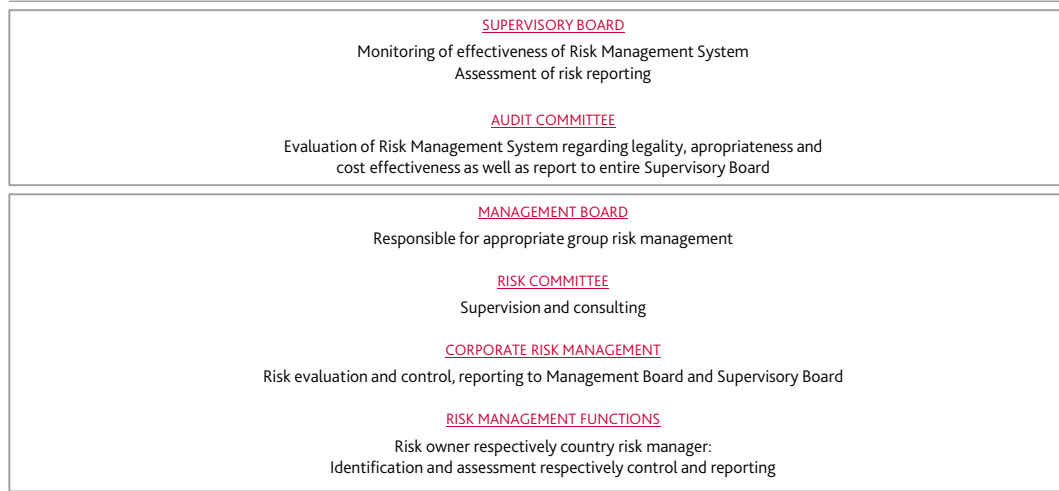 SUPERVISORY BOARD
Monitoring of effectiveness of Risk Management System
Assessment of risk reporting
AUDIT COMMITTEE
Evaluation of Risk Management System regarding legality, apropriateness and
cost effectiveness as well as report to entire Supervisory Board
MANAGEMENT BOARD
Responsible for appropriate group risk management
RISK COMMITTEE
Supervision and consulting
CORPORATE RISK MANAGEMENT
Risk evaluation and control, reporting to Management Board and Supervisory Board
RISK MANAGEMENT FUNCTIONS
Risk owner respectively country risk manager:
Identification and assessment respectively control and reporting